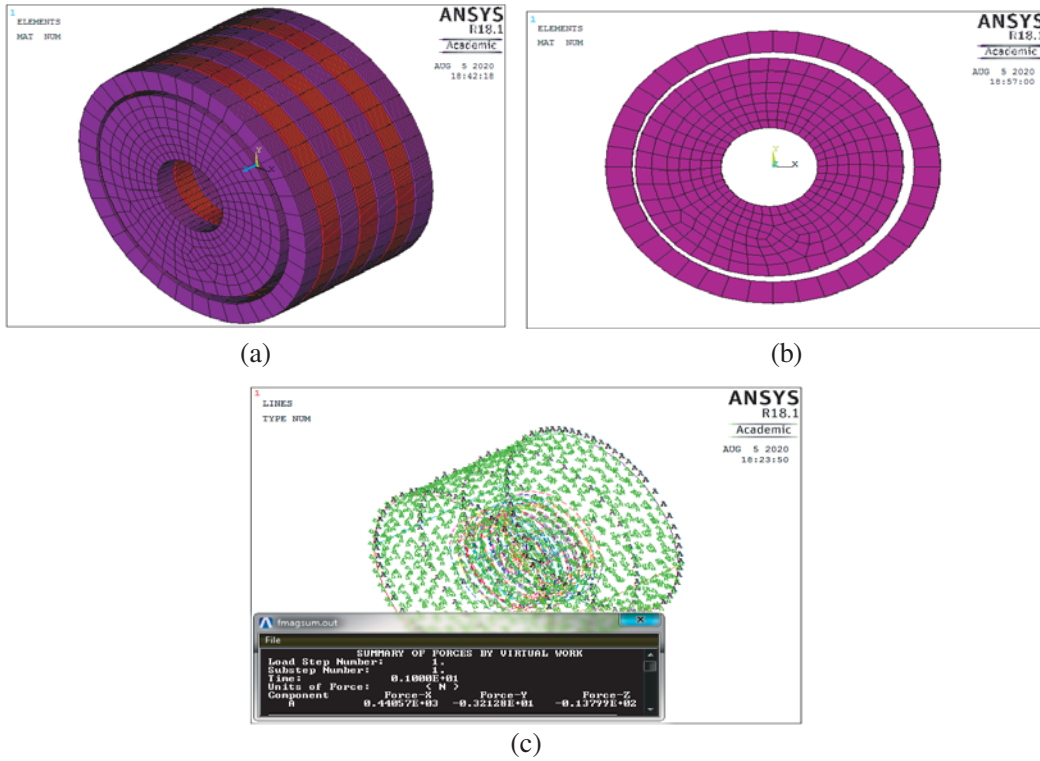 1
ELEMENTS
MAT NUM
ANSYS
R18.1
Academic
AUG 5 2020
18:42:18
Y
X
(a)
1
ELEMENTS
MAT NUM
ANSYS
R18.1
Academic
AUG 5 2020
18:57:00
Y
X
(b)
1
LINES
TYPE NUM
ANSYS
R18.1
Academic
AUG 5 2020
18:23:50
fmagsum.out
File
SUMMARY OF FORCES BY VIRTUAL WORK
Load Step Number: 1.
Substep Number: 1.
Time: 0.1000E+01
Units of Force: < N >
Component Force-X Force-Y Force-Z
A 0.44057E+03 -0.32128E+01 -0.13799E+02
(c)